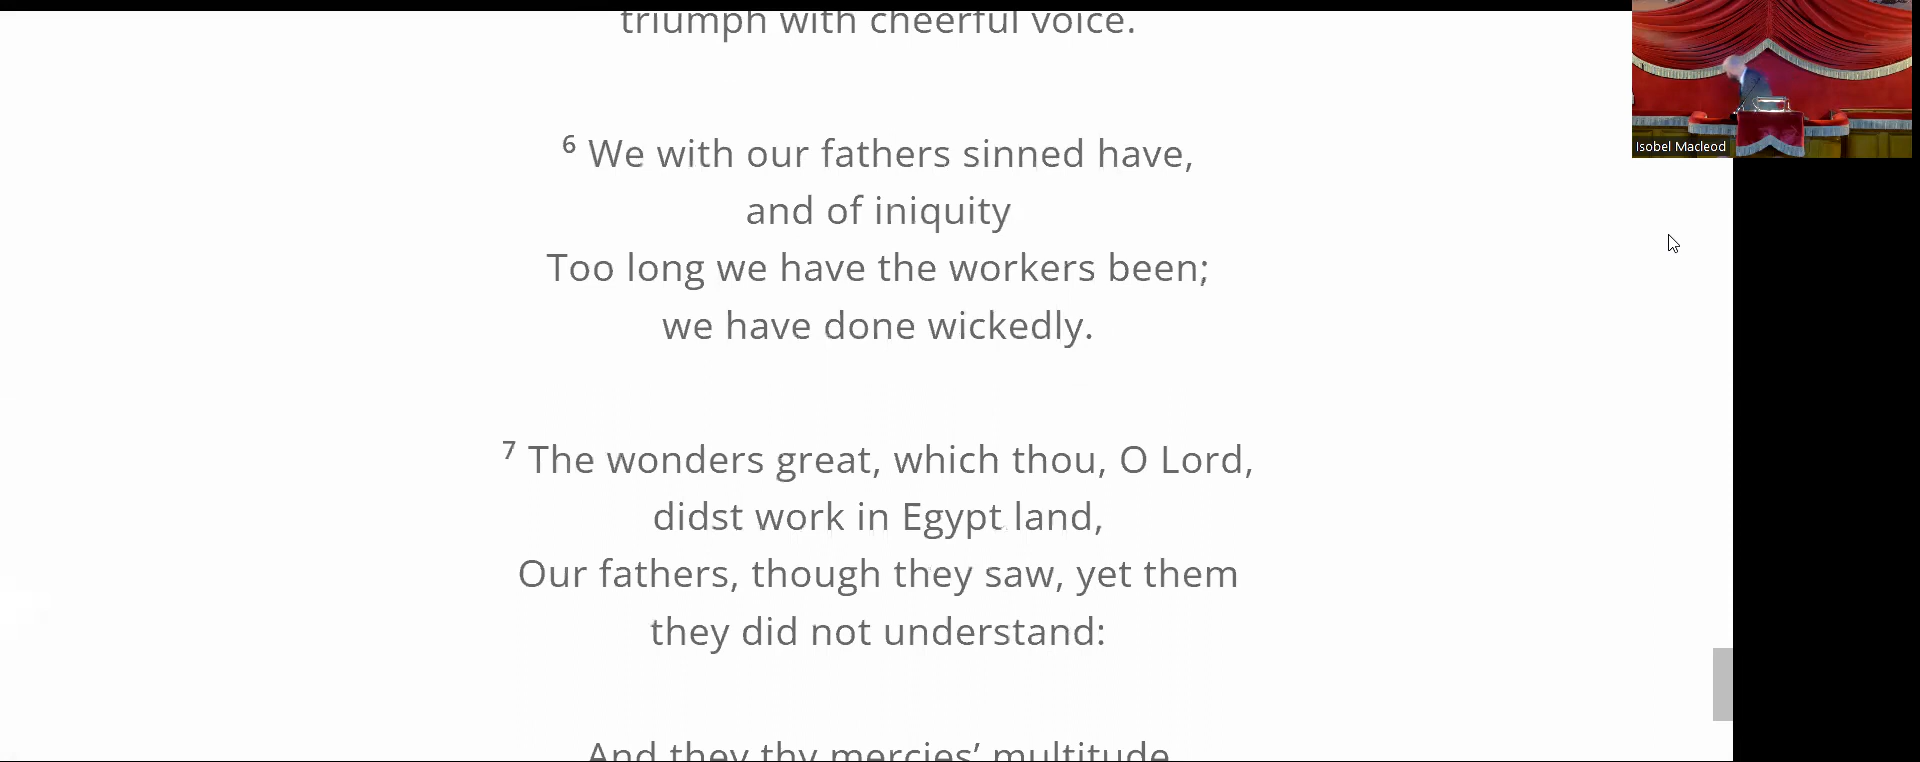 triumph with cheerful voice.
6 We with our fathers sinned have,
and of iniquity
Too long we have the workers been;
we have done wickedly.
7 The wonders great, which thou, O Lord,
didst work in Egypt land,
Our fathers, though they saw, yet them
they did not understand:
And they thy mercies’ multitude
Isobel Macleod